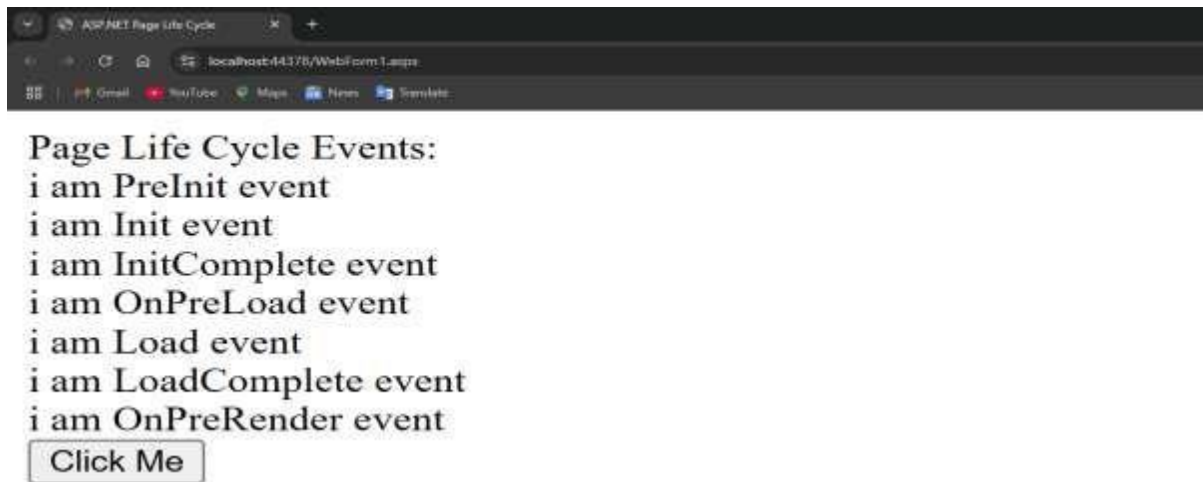 ASP.NET Page Life Cycle
localhost:44378/WebForm1.aspx
Gmail YouTube Maps News Translate
Page Life Cycle Events:
i am PreInit event
i am Init event
i am InitComplete event
i am OnPreLoad event
i am Load event
i am LoadComplete event
i am OnPreRender event
Click Me